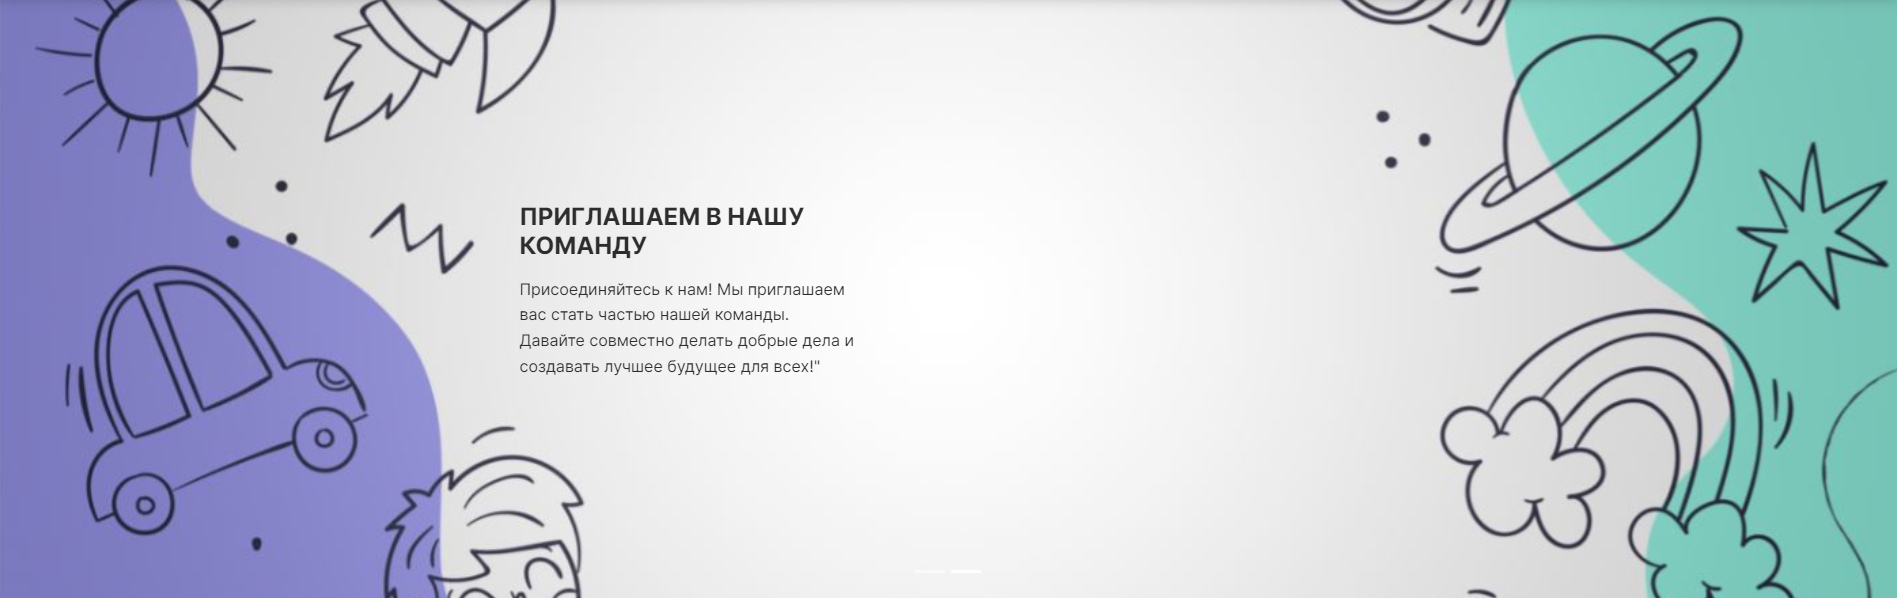 ПРИГЛАШАЕМ В НАШУ
КОМАНДУ
Присоединяйтесь к нам! Мы приглашаем
вас стать частью нашей команды.
Давайте совместно делать добрые дела и
создавать лучшее будущее для всех!"